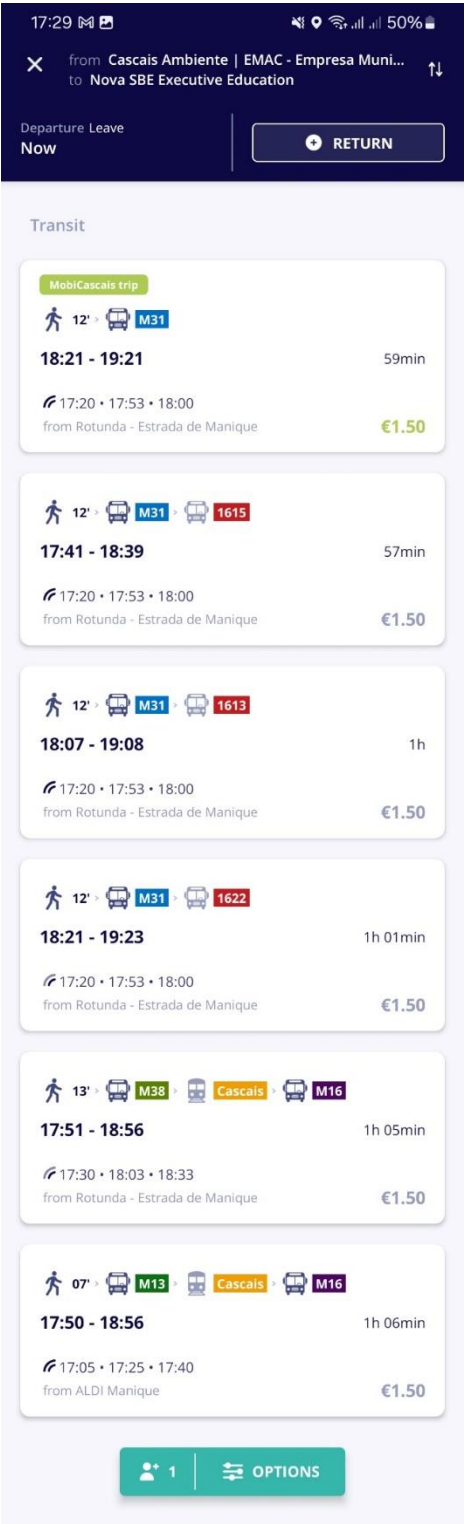 17:29 50%
from Cascais Ambiente | EMAC - Empresa Muni...
to Nova SBE Executive Education
Departure Leave
Now
RETURN
Transit
MobiCascais trip
12' M31
18:21 - 19:21 59min
17:20 • 17:53 • 18:00
from Rotunda - Estrada de Manique €1.50
12' M31 1615
17:41 - 18:39 57min
17:20 • 17:53 • 18:00
from Rotunda - Estrada de Manique €1.50
12' M31 1613
18:07 - 19:08 1h
17:20 • 17:53 • 18:00
from Rotunda - Estrada de Manique €1.50
12' M31 1622
18:21 - 19:23 1h 01min
17:20 • 17:53 • 18:00
from Rotunda - Estrada de Manique €1.50
13' M38 Cascais M16
17:51 - 18:56 1h 05min
17:30 • 18:03 • 18:33
from Rotunda - Estrada de Manique €1.50
07' M13 Cascais M16
17:50 - 18:56 1h 06min
17:05 • 17:25 • 17:40
from ALDI Manique €1.50
1 OPTIONS